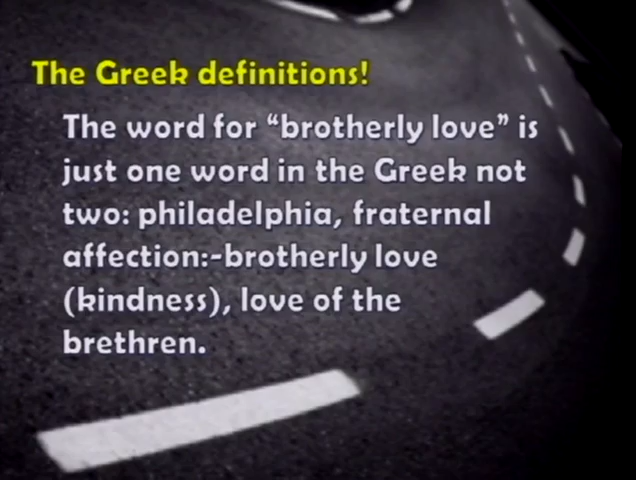 The Greek definitions!
The word for “brotherly love” is
just one word in the Greek not
two: philadelphia, fraternal
affection:-brotherly love
(kindness), love of the
brethren.